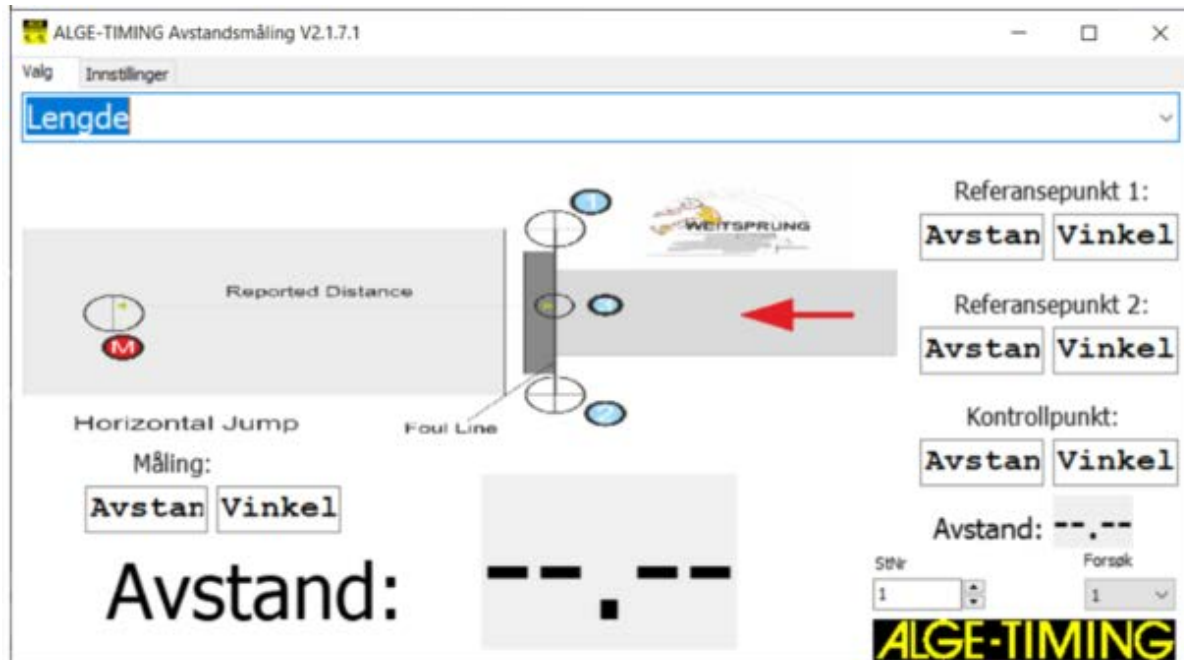 ALGE-TIMING Avstandsmåling V2.1.7.1
Valg Innstillinger
Lengde
1
WEITSPRUNG
Referansepunkt 1:
Avstan Vinkel
Reported Distance
3
M
Referansepunkt 2:
Avstan Vinkel
2
Horizontal Jump
Foul Line
Kontrollpunkt:
Avstan Vinkel
Måling:
Avstan Vinkel
Avstand: --.--
Avstand: --.--
StNr Forsøk
1 1
ALGE-TIMING